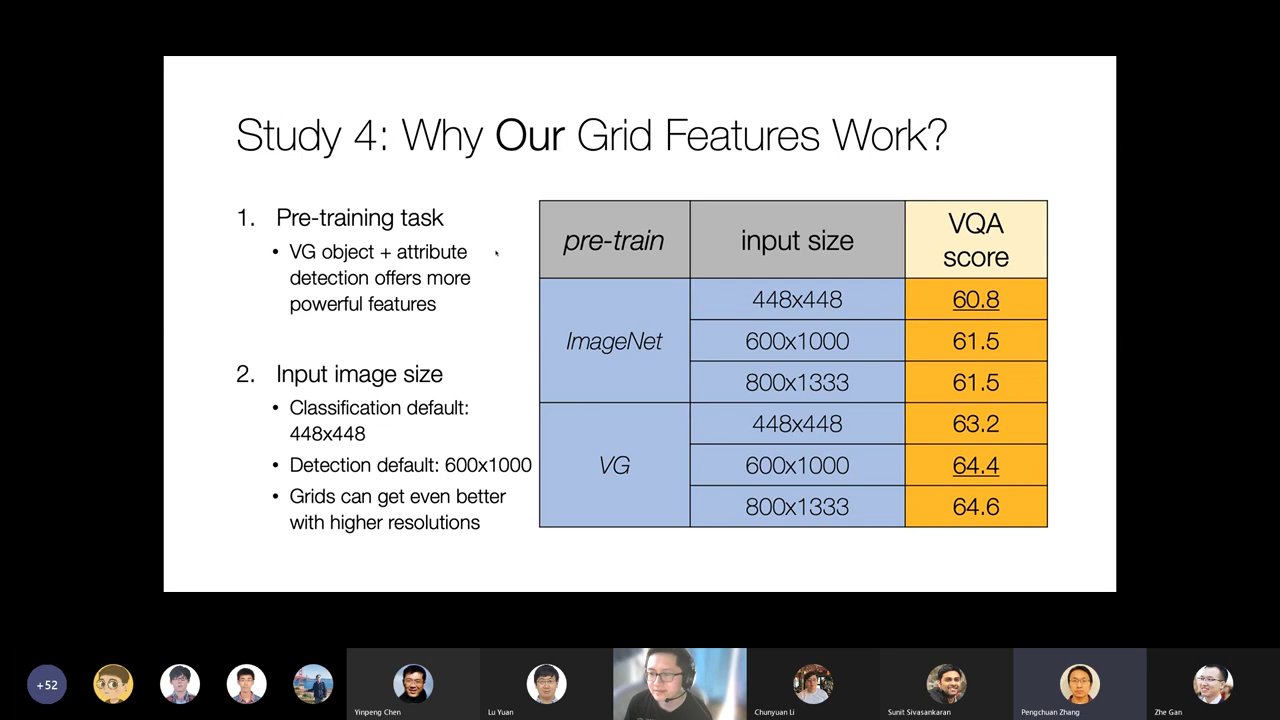 Study 4: Why Our Grid Features Work?
1. Pre-training task
• VG object + attribute
detection offers more
powerful features
2. Input image size
• Classification default:
448x448
• Detection default: 600x1000
• Grids can get even better
with higher resolutions
pre-train input size VQA score
ImageNet 448x448 60.8
600x1000 61.5
800x1333 61.5
VG 448x448 63.2
600x1000 64.4
800x1333 64.6
+52
Yinpeng Chen
Lu Yuan
Chunyuan Li
Sunit Sivasankaran
Pengchuan Zhang
Zhe Gan